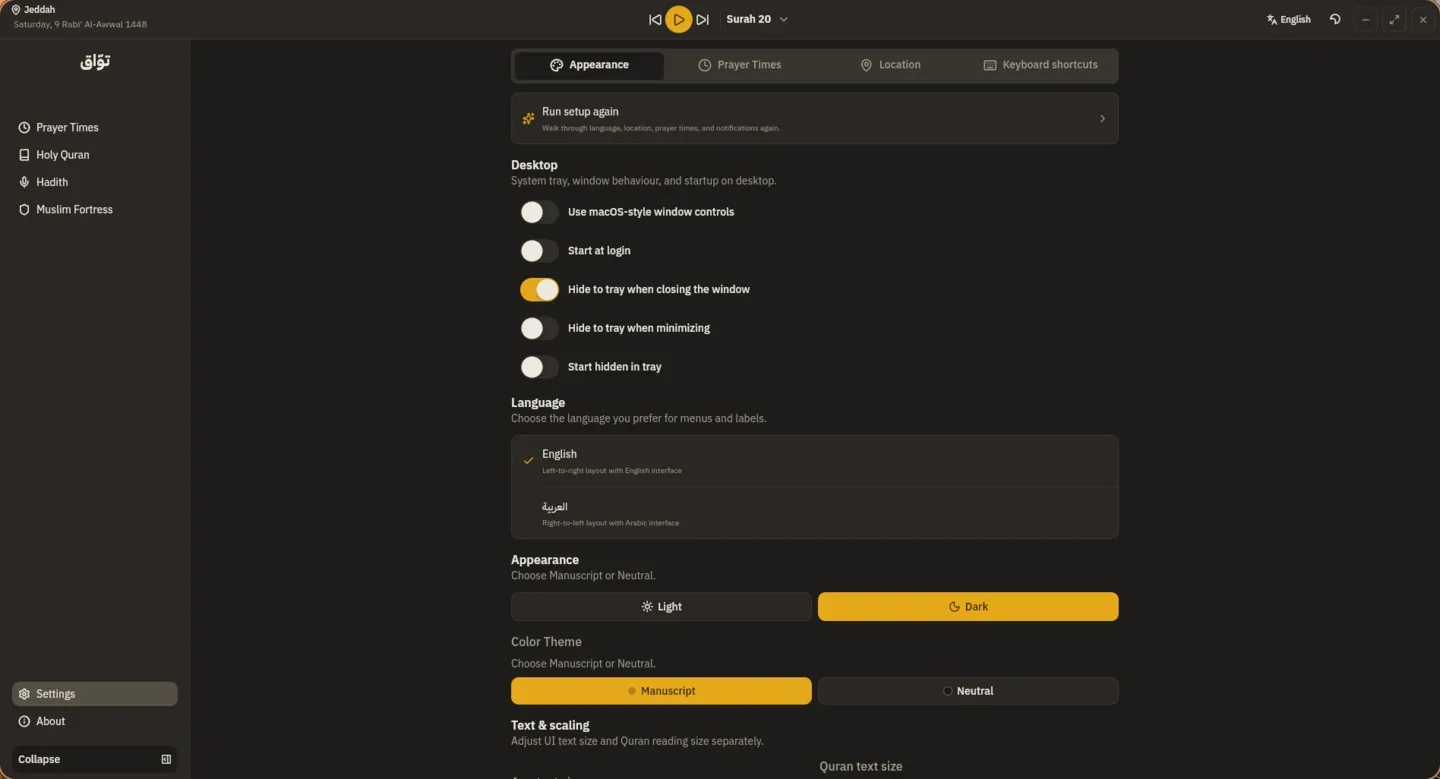 Jeddah
Saturday, 9 Rabi' Al-Awwal 1448
Surah 20
English
توّاق
Prayer Times
Holy Quran
Hadith
Muslim Fortress
Settings
About
Collapse
Appearance
Prayer Times
Location
Keyboard shortcuts
Run setup again
Walk through language, location, prayer times, and notifications again.
Desktop
System tray, window behaviour, and startup on desktop.
Use macOS-style window controls
Start at login
Hide to tray when closing the window
Hide to tray when minimizing
Start hidden in tray
Language
Choose the language you prefer for menus and labels.
English
Left-to-right layout with English interface
العربية
Right-to-left layout with Arabic interface
Appearance
Choose Manuscript or Neutral.
Light
Dark
Color Theme
Choose Manuscript or Neutral.
Manuscript
Neutral
Text & scaling
Adjust UI text size and Quran reading size separately.
Quran text size